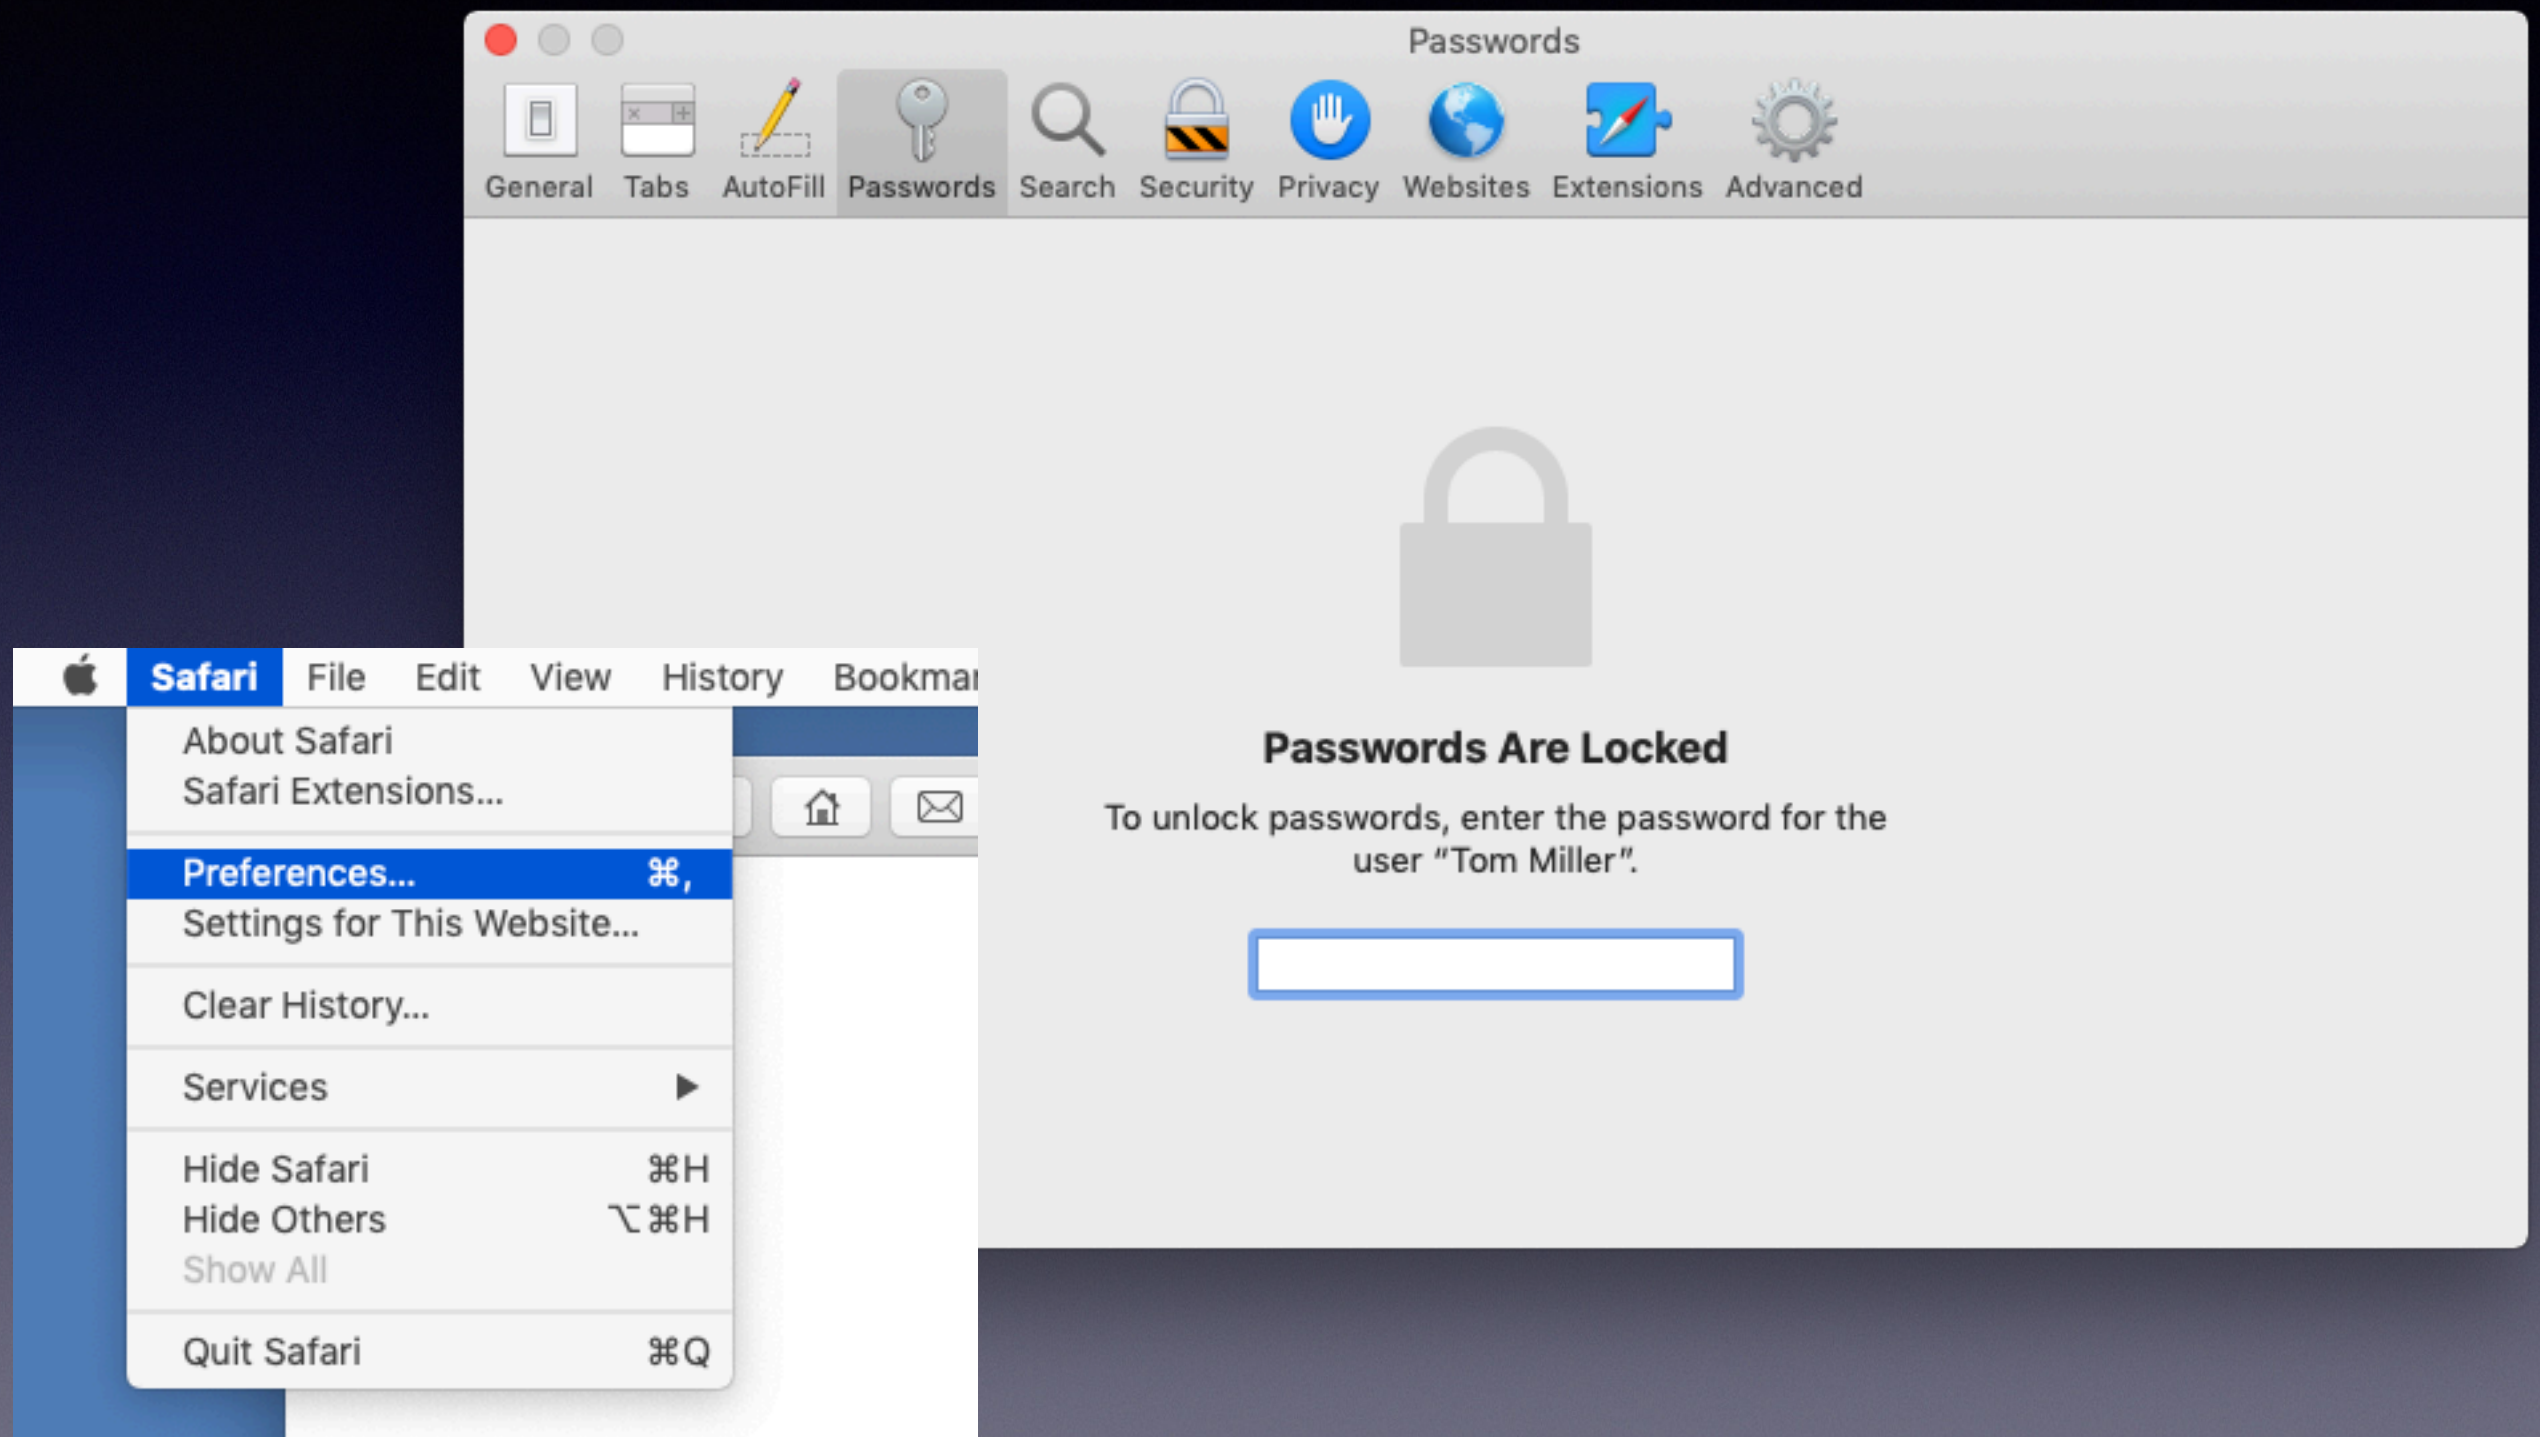 Passwords
General Tabs AutoFill Passwords Search Security Privacy Websites Extensions Advanced
Passwords Are Locked
To unlock passwords, enter the password for the
user “Tom Miller”.
Safari File Edit View History Bookmar
About Safari
Safari Extensions...
Preferences... ⌘,
Settings for This Website...
Clear History...
Services ▶
Hide Safari ⌘H
Hide Others ⌥⌘H
Show All
Quit Safari ⌘Q